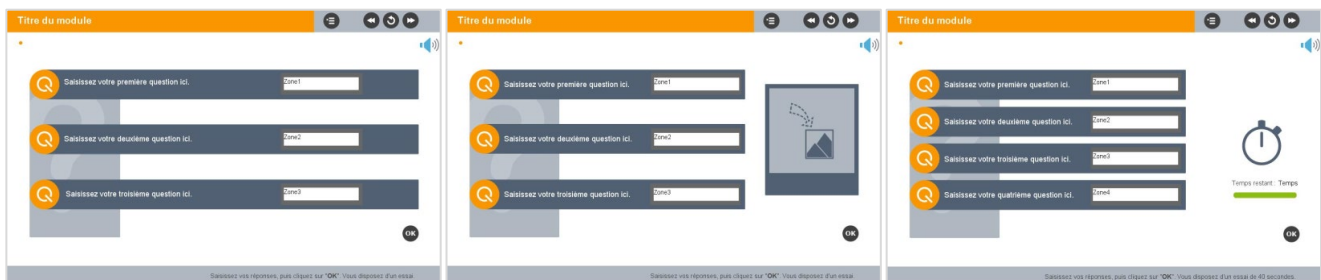 Titre du module
Saisissez votre première question ici.
Zone1
Saisissez votre deuxième question ici.
Zone2
Saisissez votre troisième question ici.
Zone3
OK
Saisissez vos réponses, puis cliquez sur "OK". Vous disposez d'un essai.
Titre du module
Saisissez votre première question ici.
Zone1
Saisissez votre deuxième question ici.
Zone2
Saisissez votre troisième question ici.
Zone3
OK
Saisissez vos réponses, puis cliquez sur "OK". Vous disposez d'un essai.
Titre du module
Saisissez votre première question ici.
Zone1
Saisissez votre deuxième question ici.
Zone2
Saisissez votre troisième question ici.
Zone3
Saisissez votre quatrième question ici.
Zone4
Temps restant : Temps
OK
Saisissez vos réponses, puis cliquez sur "OK". Vous disposez d'un essai de 40 secondes.